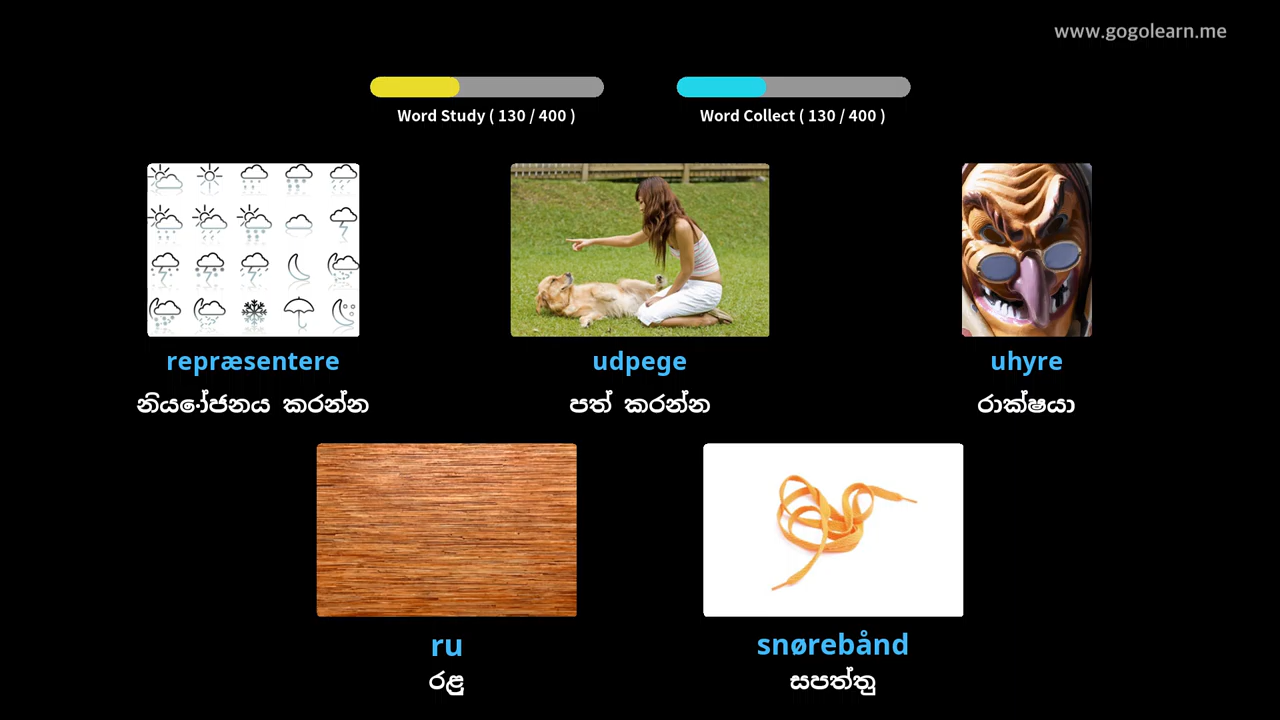 www.gogolearn.me
Word Study ( 130 / 400 )
Word Collect ( 130 / 400 )
repræsentere
නියෝජනය කරන්න
udpege
පත් කරන්න
uhyre
රාක්ෂයා
ru
රළු
snørebånd
සපත්තු